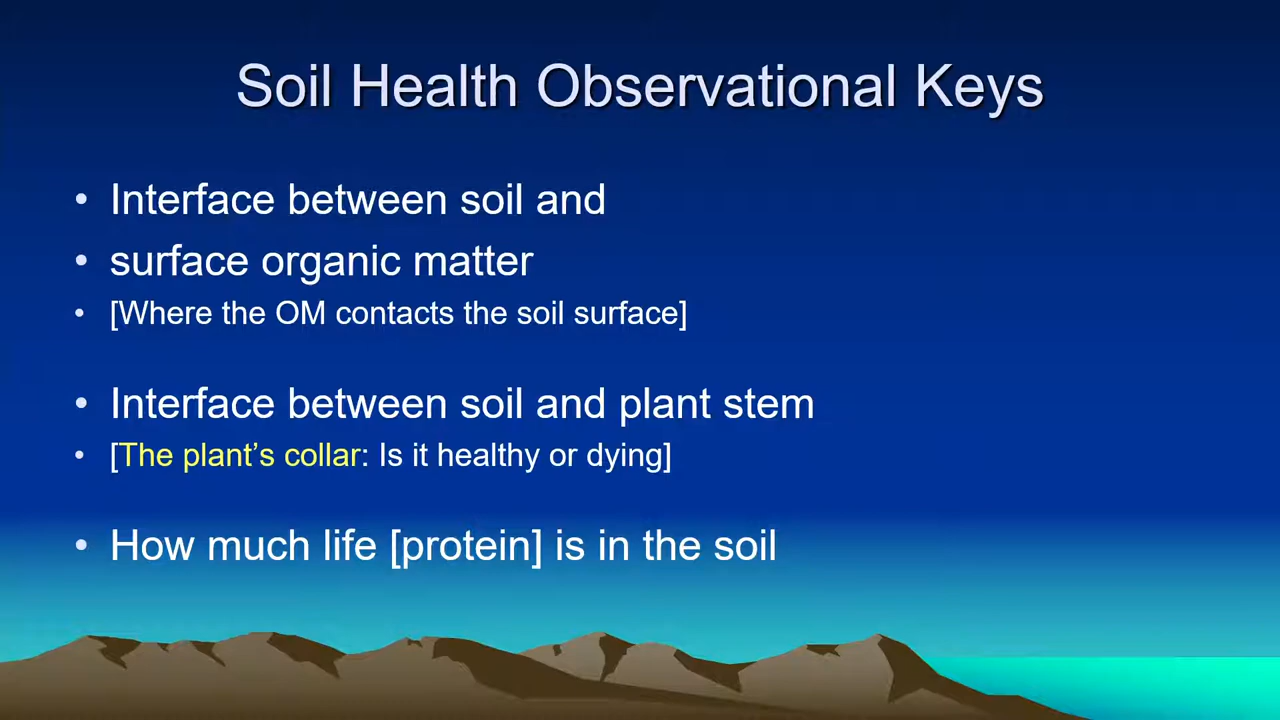 Soil Health Observational Keys
• Interface between soil and
• surface organic matter
• [Where the OM contacts the soil surface]
• Interface between soil and plant stem
• [The plant’s collar: Is it healthy or dying]
• How much life [protein] is in the soil